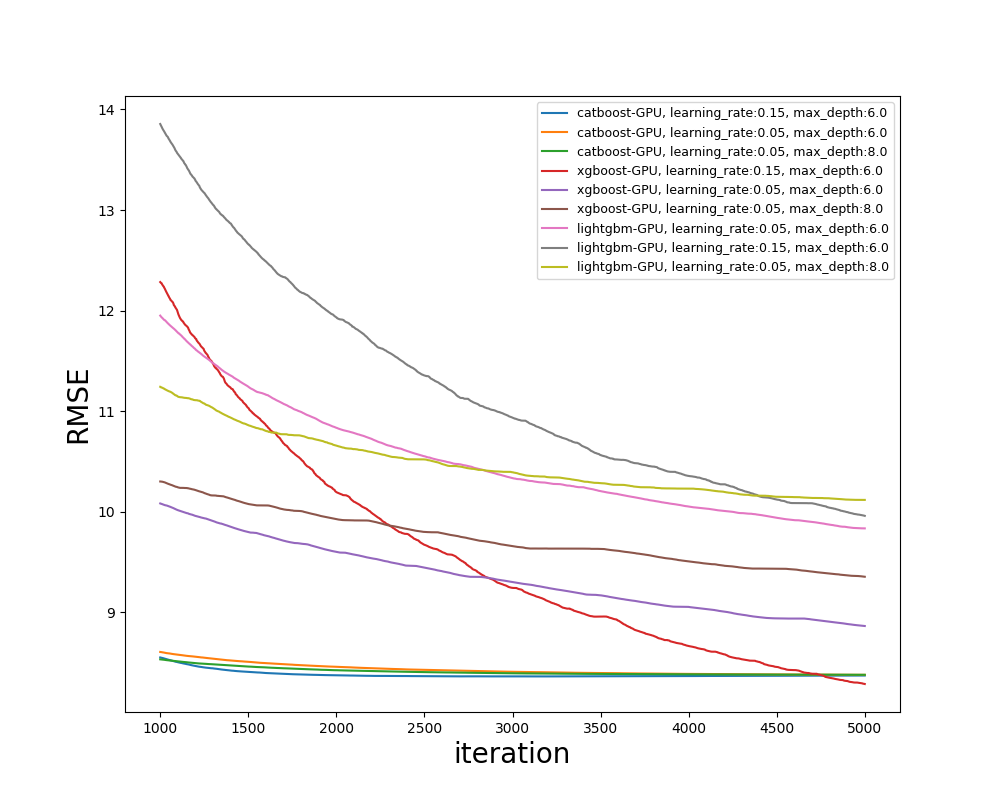 14
13
12
11
10
9
RMSE
catboost-GPU, learning_rate:0.15, max_depth:6.0
catboost-GPU, learning_rate:0.05, max_depth:6.0
catboost-GPU, learning_rate:0.05, max_depth:8.0
xgboost-GPU, learning_rate:0.15, max_depth:6.0
xgboost-GPU, learning_rate:0.05, max_depth:6.0
xgboost-GPU, learning_rate:0.05, max_depth:8.0
lightgbm-GPU, learning_rate:0.05, max_depth:6.0
lightgbm-GPU, learning_rate:0.15, max_depth:6.0
lightgbm-GPU, learning_rate:0.05, max_depth:8.0
1000 1500 2000 2500 3000 3500 4000 4500 5000
iteration